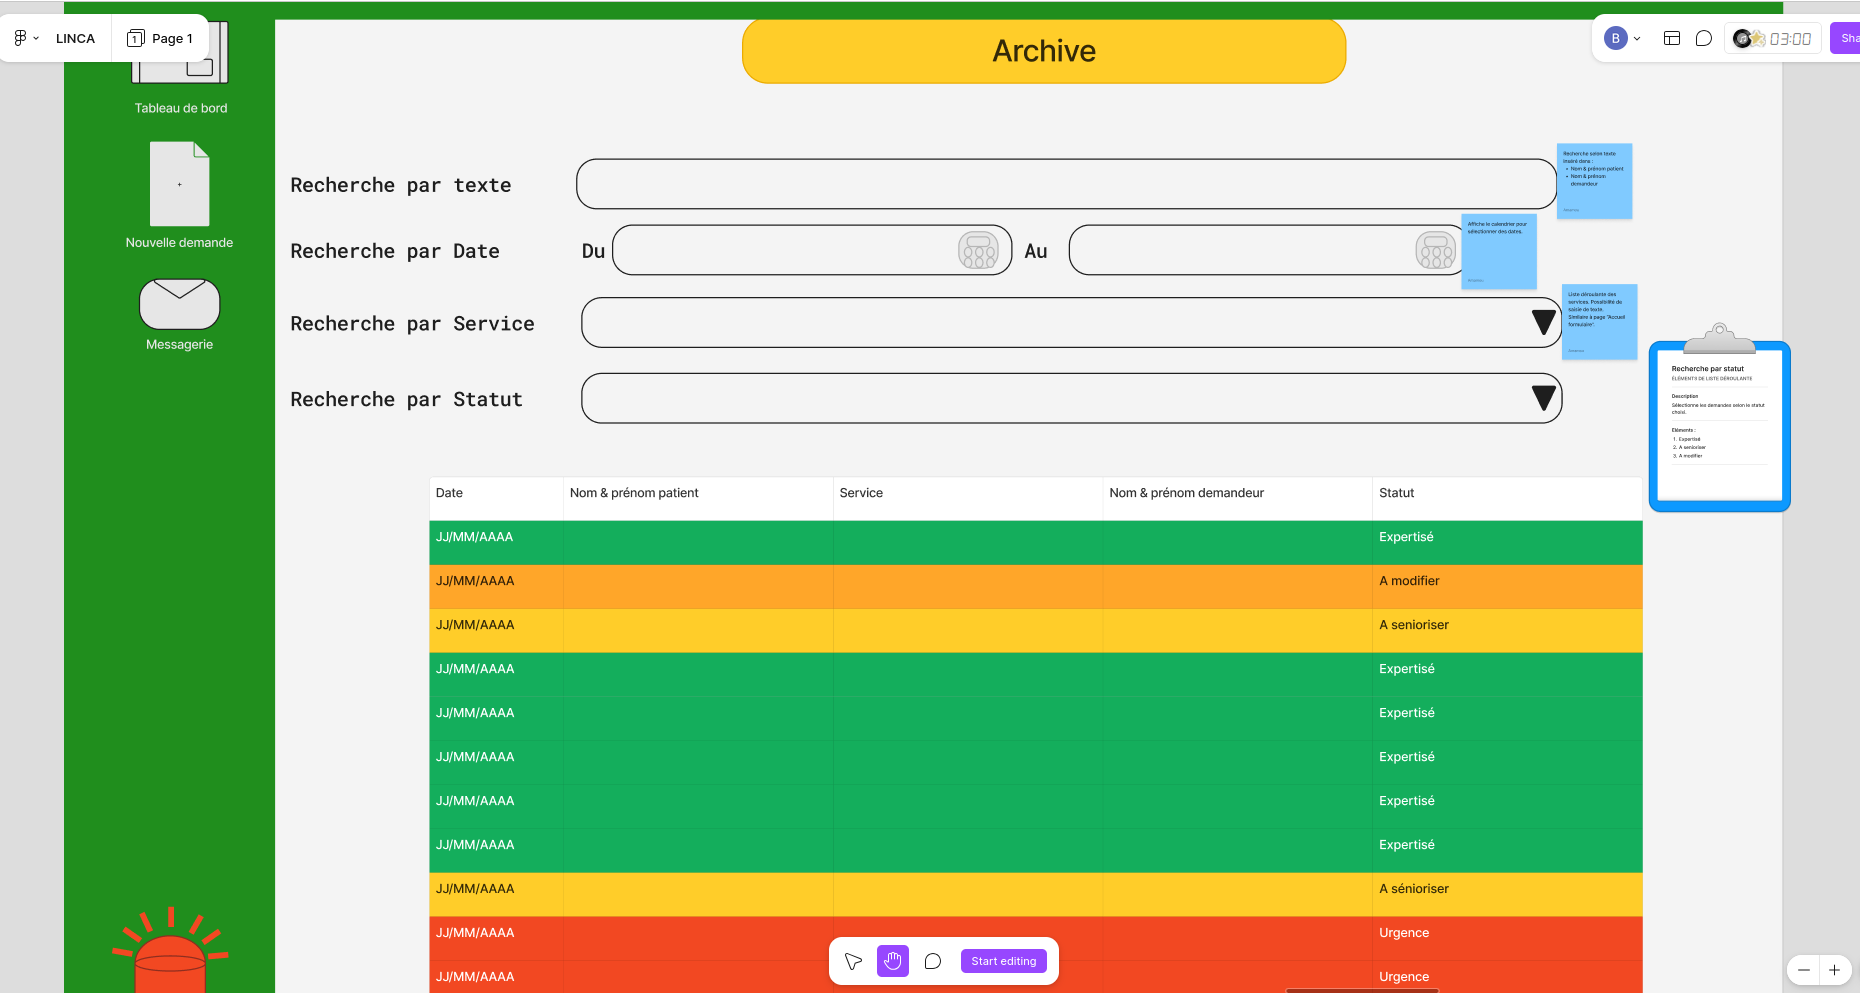 LINCA
1
Page 1
Archive
B
03:00
Sha
Tableau de bord
Nouvelle demande
Messagerie
Recherche par texte
Recherche selon texte
inséré dans :
• Nom & prénom patient
• Nom & prénom
demandeur
Recherche par Date
Du
Au
Affiche le calendrier pour
sélectionner des dates.
Recherche par Service
Liste déroulante des
services. Possibilité de
saisie de texte.
Similaire à page "Accueil
formulaire".
Recherche par Statut
Recherche par statut
ÉLÉMENTS DE LISTE DÉROULANTE
Description
Sélectionne les demandes selon le statut
choisi.
Eléments :
1. Expertisé
2. A senioriser
3. A modifier
Date Nom & prénom patient Service Nom & prénom demandeur Statut
JJ/MM/AAAA Expertisé
JJ/MM/AAAA A modifier
JJ/MM/AAAA A senioriser
JJ/MM/AAAA Expertisé
JJ/MM/AAAA Expertisé
JJ/MM/AAAA Expertisé
JJ/MM/AAAA Expertisé
JJ/MM/AAAA Expertisé
JJ/MM/AAAA A sénioriser
JJ/MM/AAAA Urgence
JJ/MM/AAAA Urgence
Start editing